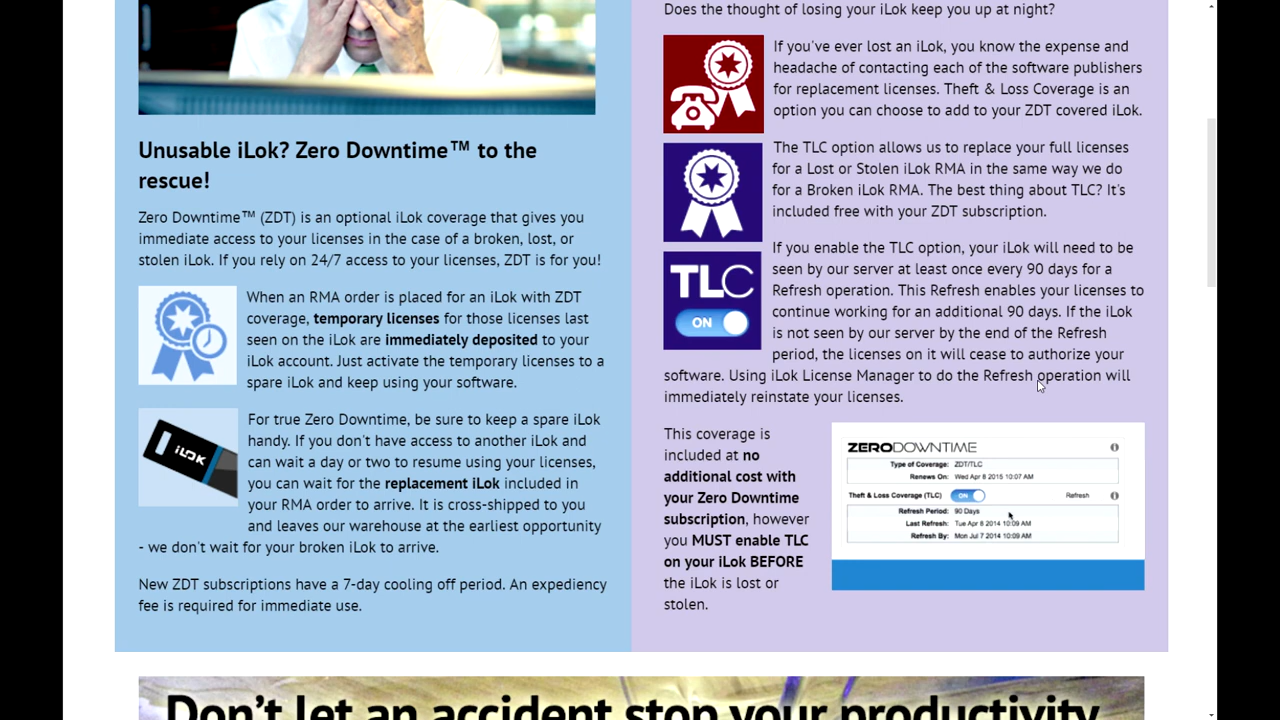 Unusable iLok? Zero Downtime™ to the
rescue!
Zero Downtime™ (ZDT) is an optional iLok coverage that gives you
immediate access to your licenses in the case of a broken, lost, or
stolen iLok. If you rely on 24/7 access to your licenses, ZDT is for you!
When an RMA order is placed for an iLok with ZDT
coverage, temporary licenses for those licenses last
seen on the iLok are immediately deposited to your
iLok account. Just activate the temporary licenses to a
spare iLok and keep using your software.
iLOK
For true Zero Downtime, be sure to keep a spare iLok
handy. If you don't have access to another iLok and
can wait a day or two to resume using your licenses,
you can wait for the replacement iLok included in
your RMA order to arrive. It is cross-shipped to you
and leaves our warehouse at the earliest opportunity
- we don't wait for your broken iLok to arrive.
New ZDT subscriptions have a 7-day cooling off period. An expediency
fee is required for immediate use.
Does the thought of losing your iLok keep you up at night?
If you've ever lost an iLok, you know the expense and
headache of contacting each of the software publishers
for replacement licenses. Theft & Loss Coverage is an
option you can choose to add to your ZDT covered iLok.
The TLC option allows us to replace your full licenses
for a Lost or Stolen iLok RMA in the same way we do
for a Broken iLok RMA. The best thing about TLC? It's
included free with your ZDT subscription.
TLC
ON
If you enable the TLC option, your iLok will need to be
seen by our server at least once every 90 days for a
Refresh operation. This Refresh enables your licenses to
continue working for an additional 90 days. If the iLok
is not seen by our server by the end of the Refresh
period, the licenses on it will cease to authorize your
software. Using iLok License Manager to do the Refresh operation will
immediately reinstate your licenses.
This coverage is
included at no
additional cost with
your Zero Downtime
subscription, however
you MUST enable TLC
on your iLok BEFORE
the iLok is lost or
stolen.
ZERODOWNTIME
Type of Coverage: ZDT/TLC
Renews On: Wed Apr 8 2015 10:07 AM
Theft & Loss Coverage (TLC) ON Refresh
Refresh Period: 90 Days
Last Refresh: Tue Apr 8 2014 10:09 AM
Refresh By: Mon Jul 7 2014 10:09 AM
Don't let an accident stop your productivity